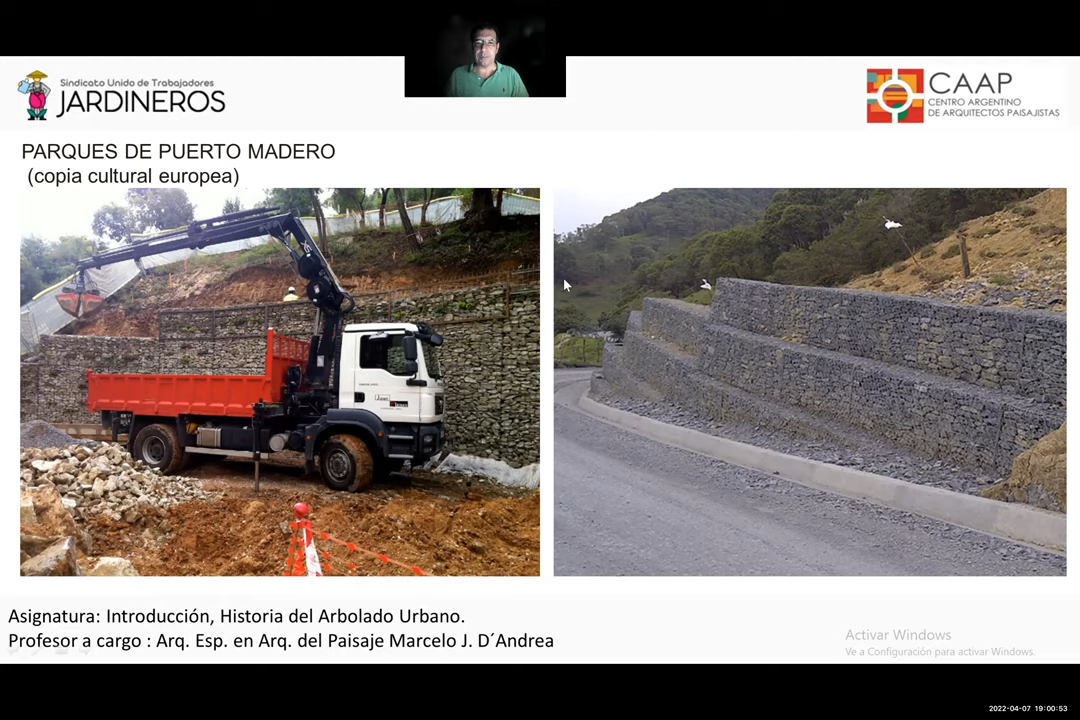 Sindicato Unido de Trabajadores
JARDINEROS
CAAP
CENTRO ARGENTINO
DE ARQUITECTOS PAISAJISTAS
PARQUES DE PUERTO MADERO
(copia cultural europea)
Asignatura: Introducción, Historia del Arbolado Urbano.
Profesor a cargo : Arq. Esp. en Arq. del Paisaje Marcelo J. D´Andrea
Activar Windows
Ve a Configuración para activar Windows.
2022-04-07 19:00:53